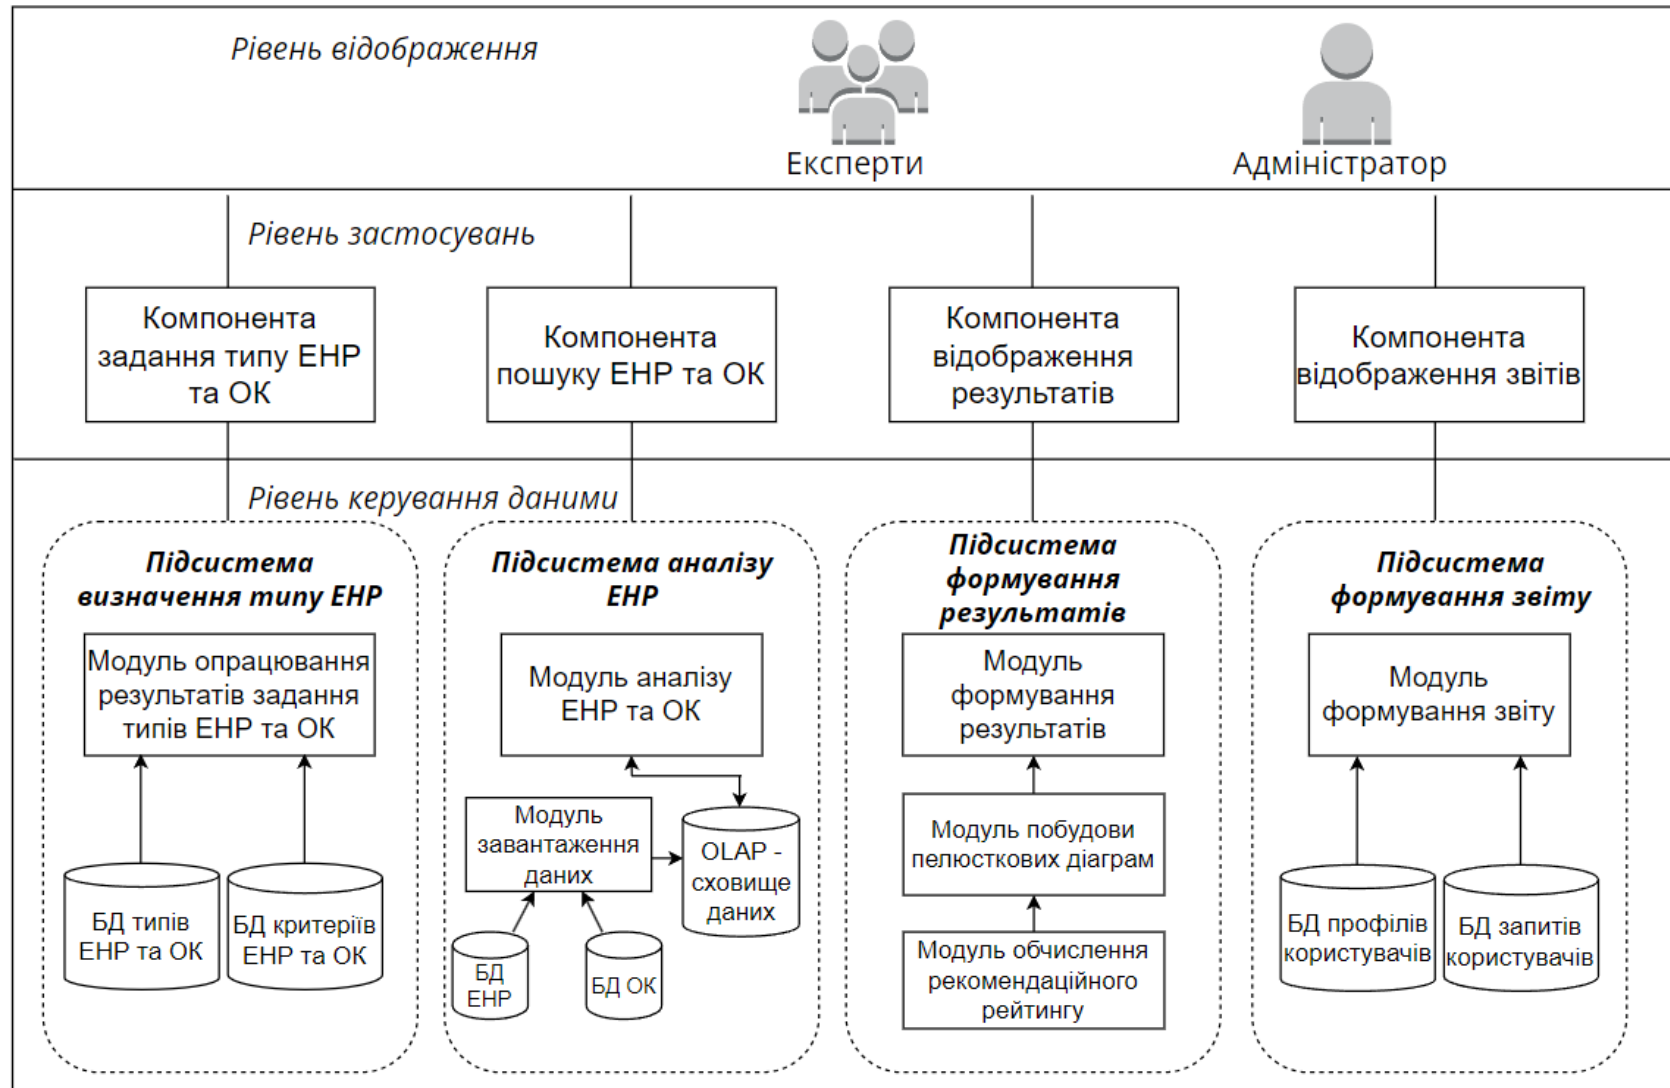 Рівень відображення
Експерти
Адміністратор
Рівень застосувань
Компонента
задання типу ЕНР
та ОК
Компонента
пошуку ЕНР та ОК
Компонента
відображення
результатів
Компонента
відображення звітів
Рівень керування даними
Підсистема
визначення типу ЕНР
Модуль опрацювання
результатів задання
типів ЕНР та ОК
БД типів
ЕНР та ОК
БД критеріїв
ЕНР та ОК
Підсистема аналізу
ЕНР
Модуль аналізу
ЕНР та ОК
Модуль
завантаження
даних
OLAP -
сховище
даних
БД
ЕНР
БД ОК
Підсистема
формування
результатів
Модуль
формування
результатів
Модуль побудови
пелюсткових діаграм
Модуль обчислення
рекомендаційного
рейтингу
Підсистема
формування звіту
Модуль
формування звіту
БД профілів
користувачів
БД запитів
користувачів